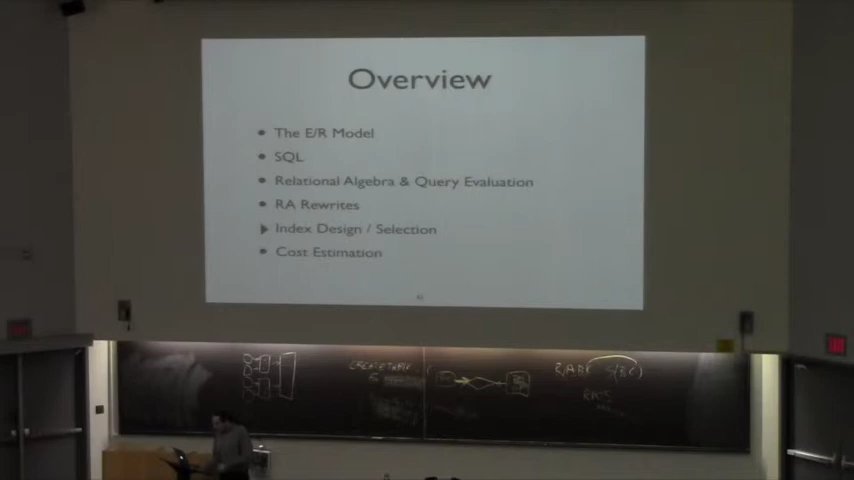 Overview
• The E/R Model
• SQL
• Relational Algebra & Query Evaluation
• RA Rewrites
▸ Index Design / Selection
• Cost Estimation